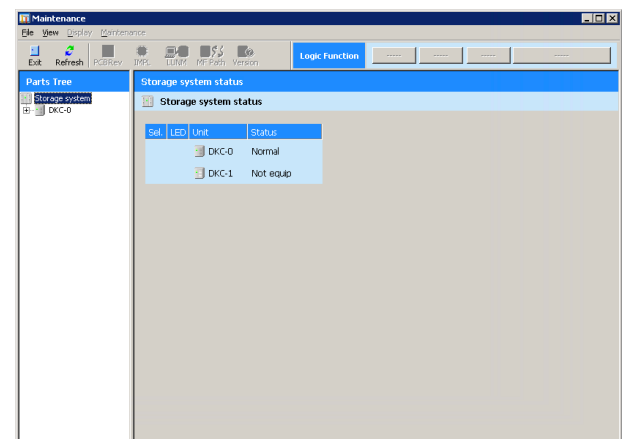 Maintenance
File View Display Maintenance
Exit Refresh PCBRev IMPL LUNM MF Path Version Logic Function ----- ----- ----- -----
Parts Tree Storage system status
Storage system Storage system status
DKC-0
Sel. LED Unit Status
DKC-0 Normal
DKC-1 Not equip